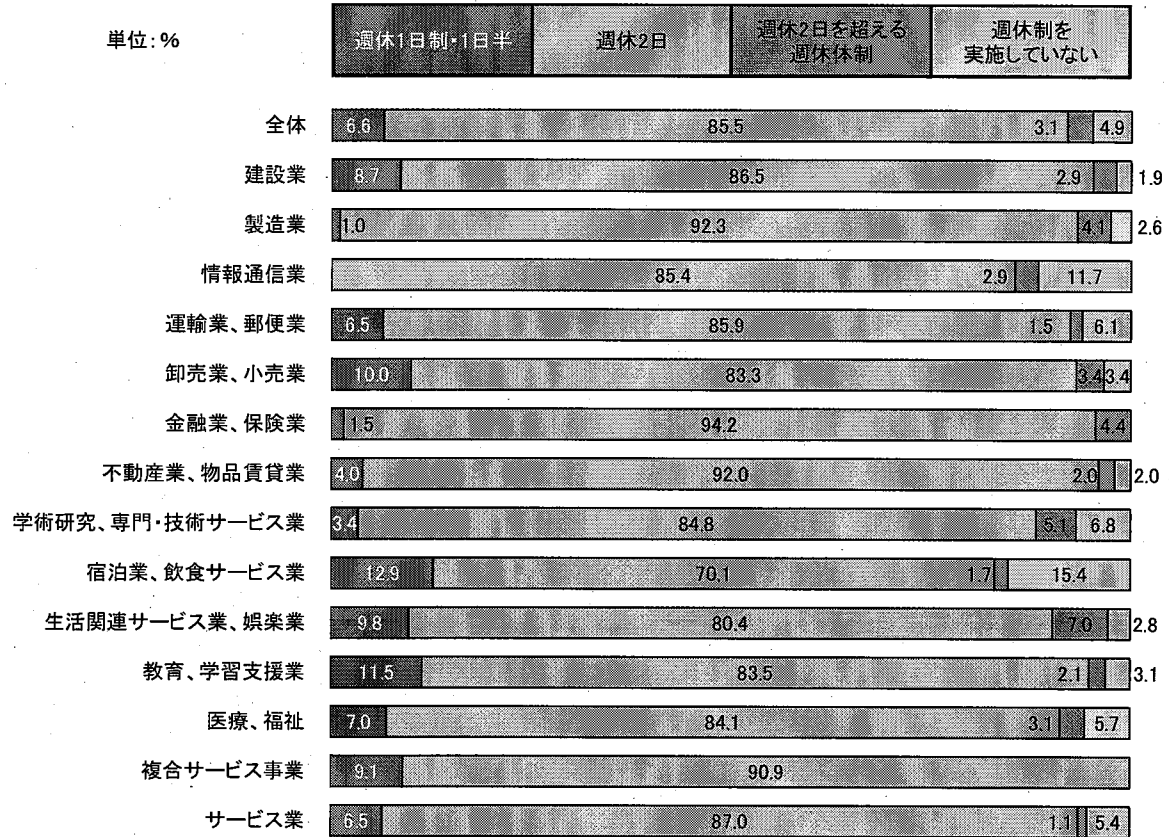 単位：％
週休1日制・1日半
週休2日
週休2日を超える
週休体制
週休制を
実施していない
全体 6.6 85.5 3.1 4.9
建設業 8.7 86.5 2.9 1.9
製造業 1.0 92.3 4.1 2.6
情報通信業 85.4 2.9 11.7
運輸業、郵便業 6.5 85.9 1.5 6.1
卸売業、小売業 10.0 83.3 3.4 3.4
金融業、保険業 1.5 94.2 4.4
不動産業、物品賃貸業 4.0 92.0 2.0 2.0
学術研究、専門・技術サービス業 3.4 84.8 5.1 6.8
宿泊業、飲食サービス業 12.9 70.1 1.7 15.4
生活関連サービス業、娯楽業 9.8 80.4 7.0 2.8
教育、学習支援業 11.5 83.5 2.1 3.1
医療、福祉 7.0 84.1 3.1 5.7
複合サービス事業 9.1 90.9
サービス業 6.5 87.0 1.1 5.4